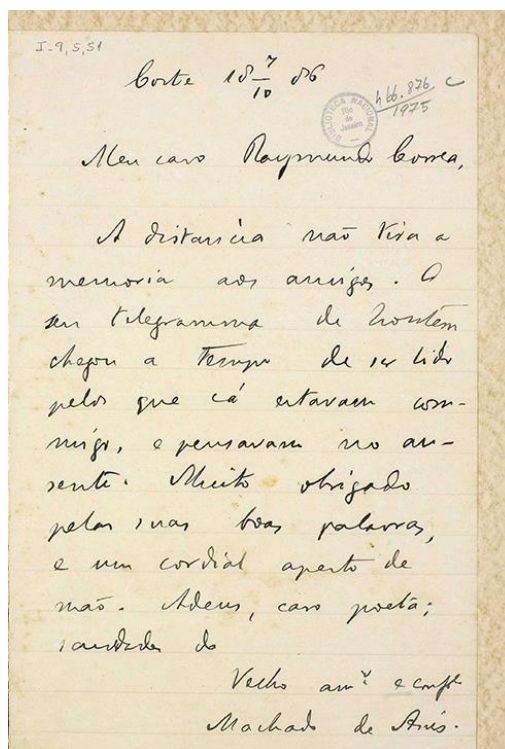 I-9,5,51
Corte 18 7/10 86
466.876 C
1975
BIBLIOTECA NACIONAL
Rio de Janeiro
Meu caro Raymundo Correa,
A distancia não tira a
memoria aos amigos. O
seu telegramma de hontem
chegou a tempo de ser lido
pelos que cá estavam com-
migo, e pensavam no au-
sente. Muito obrigado
pelas suas boas palavras,
e um cordial aperto de
mão. Adeus, caro poeta;
saudades do
Velho am.º e conf.e
Machado de Assis.